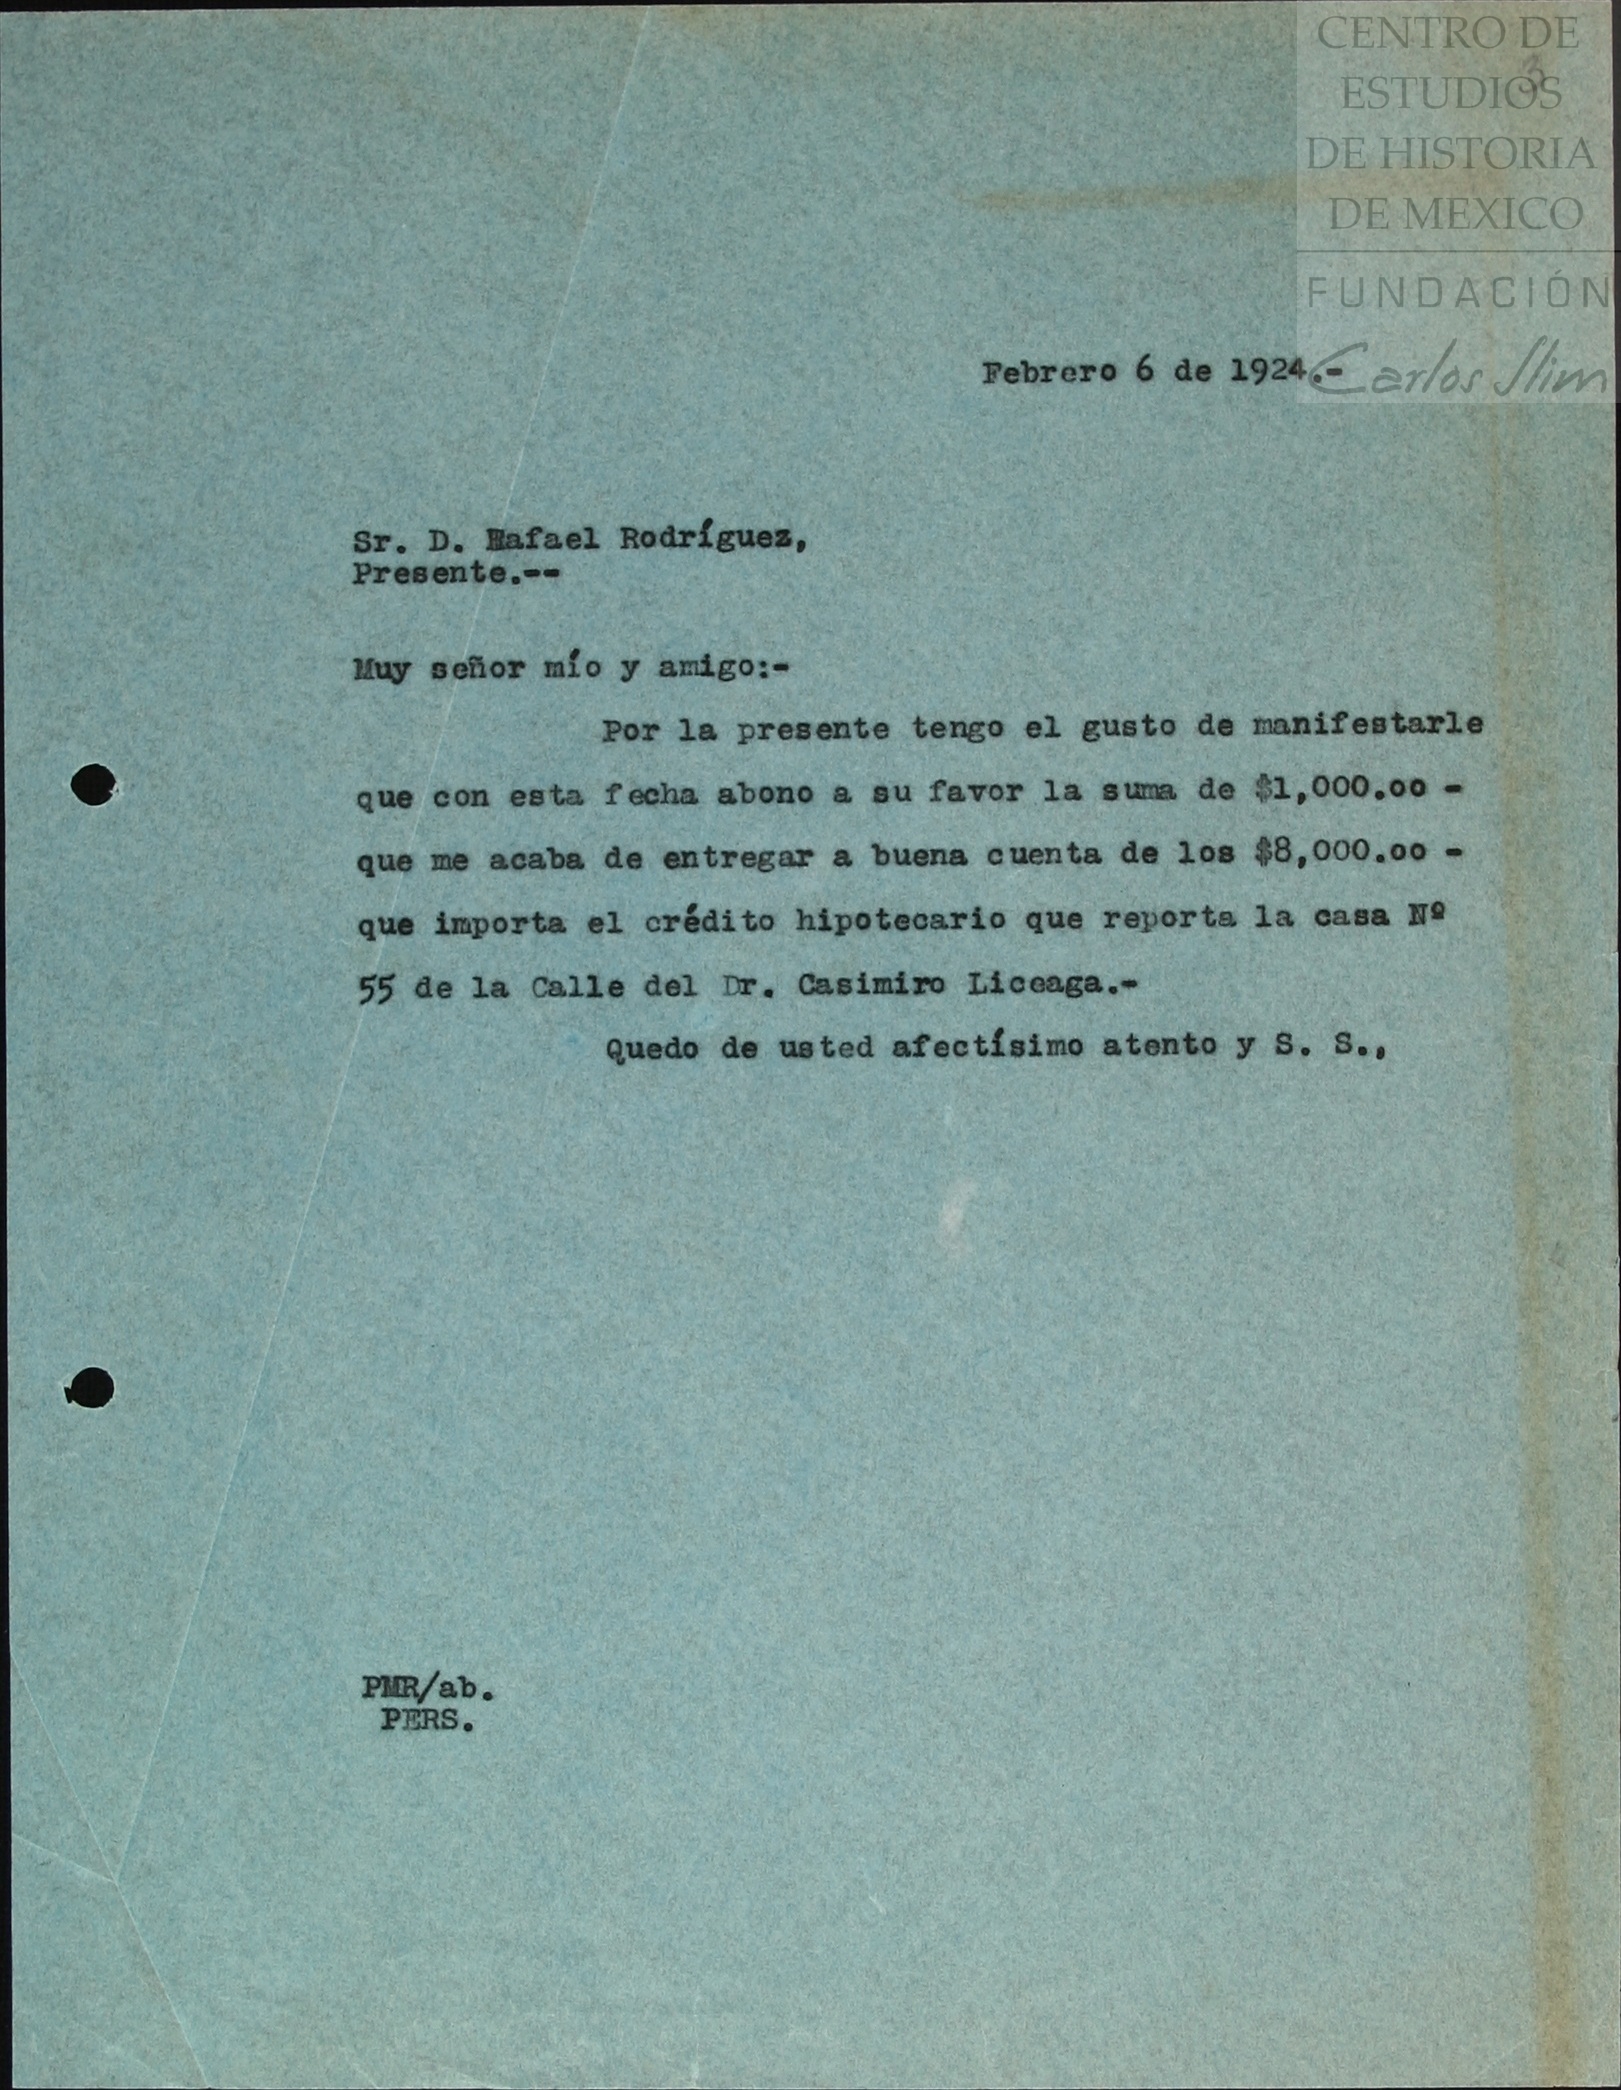 CENTRO DE
ESTUDIOS
DE HISTORIA
DE MEXICO
FUNDACIÓN
Carlos Slim
3
Febrero 6 de 1924.-
Sr. D. Rafael Rodríguez,
Presente.--
Muy señor mío y amigo:-
Por la presente tengo el gusto de manifestarle
que con esta fecha abono a su favor la suma de $1,000.oo -
que me acaba de entregar a buena cuenta de los $8,000.oo -
que importa el crédito hipotecario que reporta la casa Nº
55 de la Calle del Dr. Casimiro Liceaga.-
Quedo de usted afectísimo atento y S. S.,
PMR/ab.
PERS.